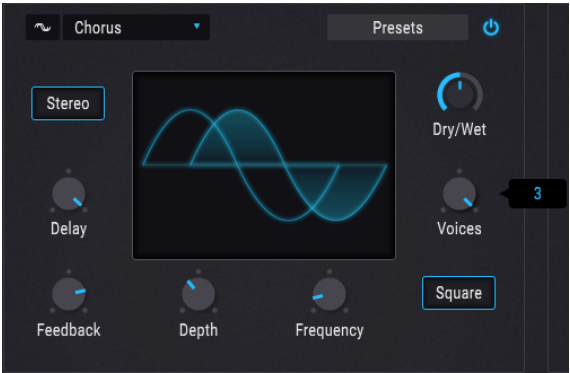 Chorus
Presets
Stereo
Dry/Wet
Delay
Voices
3
Feedback
Depth
Frequency
Square